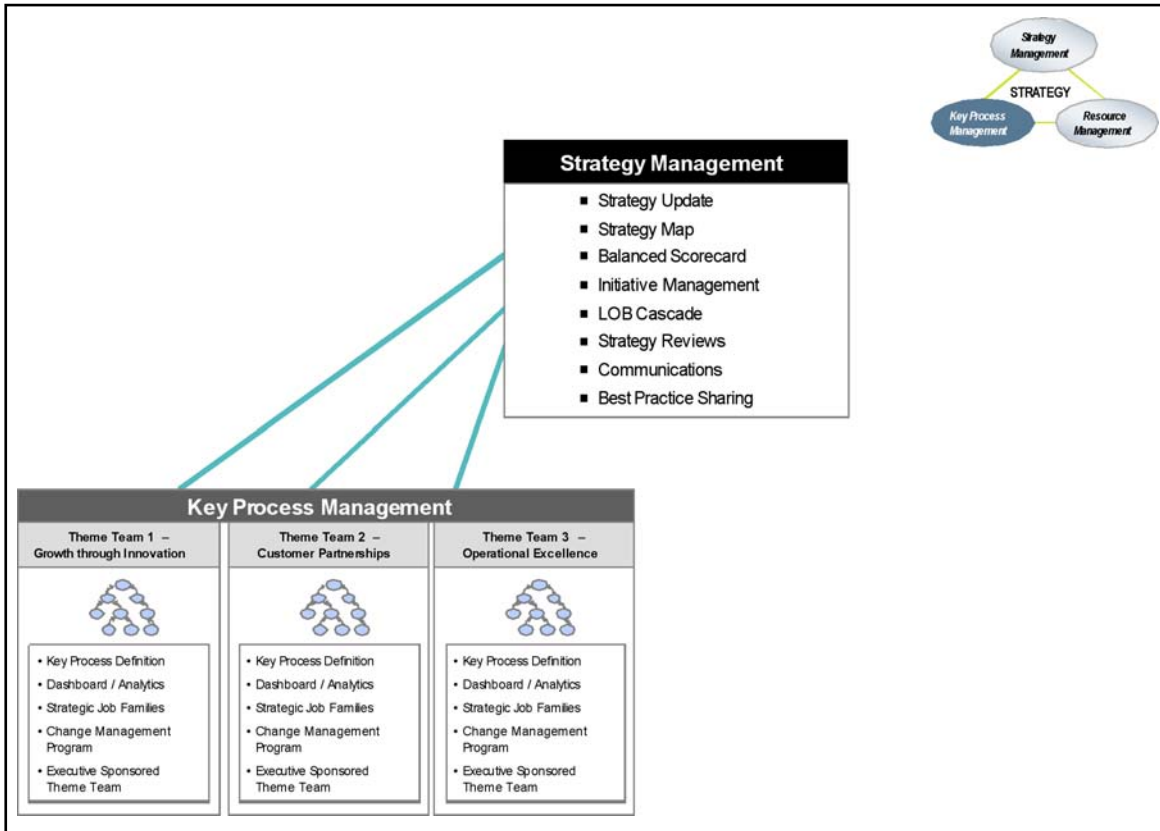 Strategy
Management
STRATEGY
Key Process
Management
Resource
Management
Strategy Management
▪ Strategy Update
▪ Strategy Map
▪ Balanced Scorecard
▪ Initiative Management
▪ LOB Cascade
▪ Strategy Reviews
▪ Communications
▪ Best Practice Sharing
Key Process Management
Theme Team 1 –
Growth through Innovation
• Key Process Definition
• Dashboard / Analytics
• Strategic Job Families
• Change Management
Program
• Executive Sponsored
Theme Team
Theme Team 2 –
Customer Partnerships
• Key Process Definition
• Dashboard / Analytics
• Strategic Job Families
• Change Management
Program
• Executive Sponsored
Theme Team
Theme Team 3 –
Operational Excellence
• Key Process Definition
• Dashboard / Analytics
• Strategic Job Families
• Change Management
Program
• Executive Sponsored
Theme Team